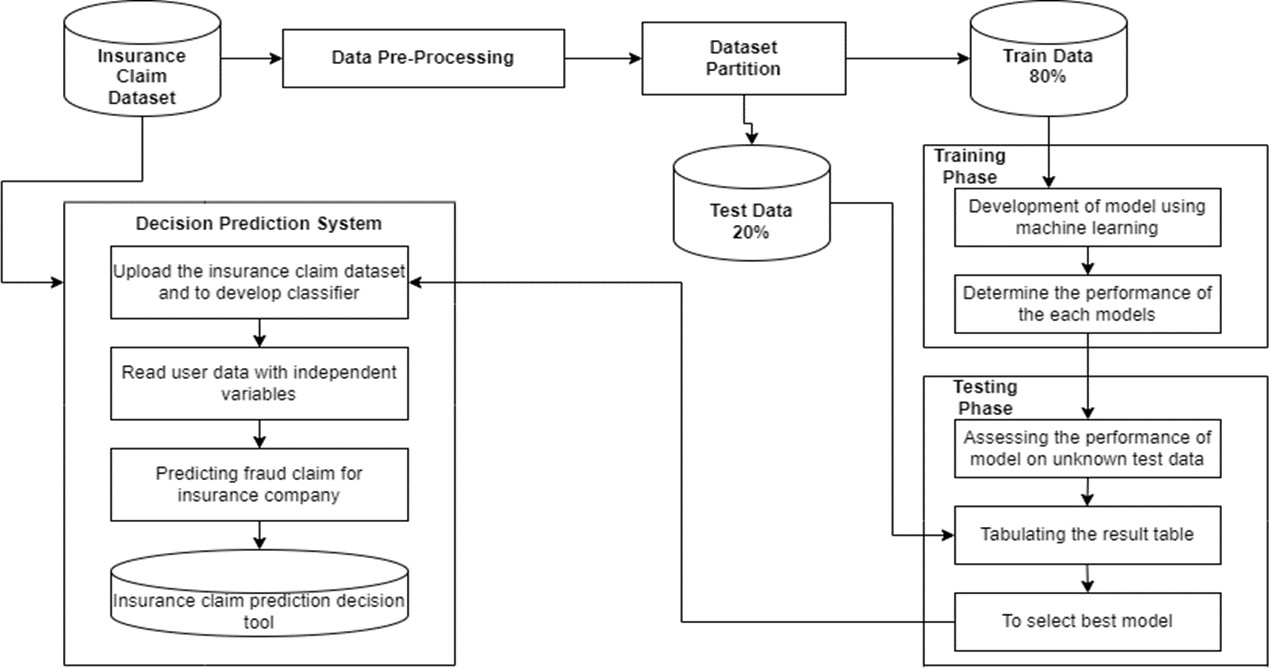 Insurance
Claim
Dataset
Data Pre-Processing
Dataset
Partition
Train Data
80%
Test Data
20%
Training
Phase
Development of model using
machine learning
Determine the performance of
the each models
Testing
Phase
Assessing the performance of
model on unknown test data
Tabulating the result table
To select best model
Decision Prediction System
Upload the insurance claim dataset
and to develop classifier
Read user data with independent
variables
Predicting fraud claim for
insurance company
Insurance claim prediction decision
tool